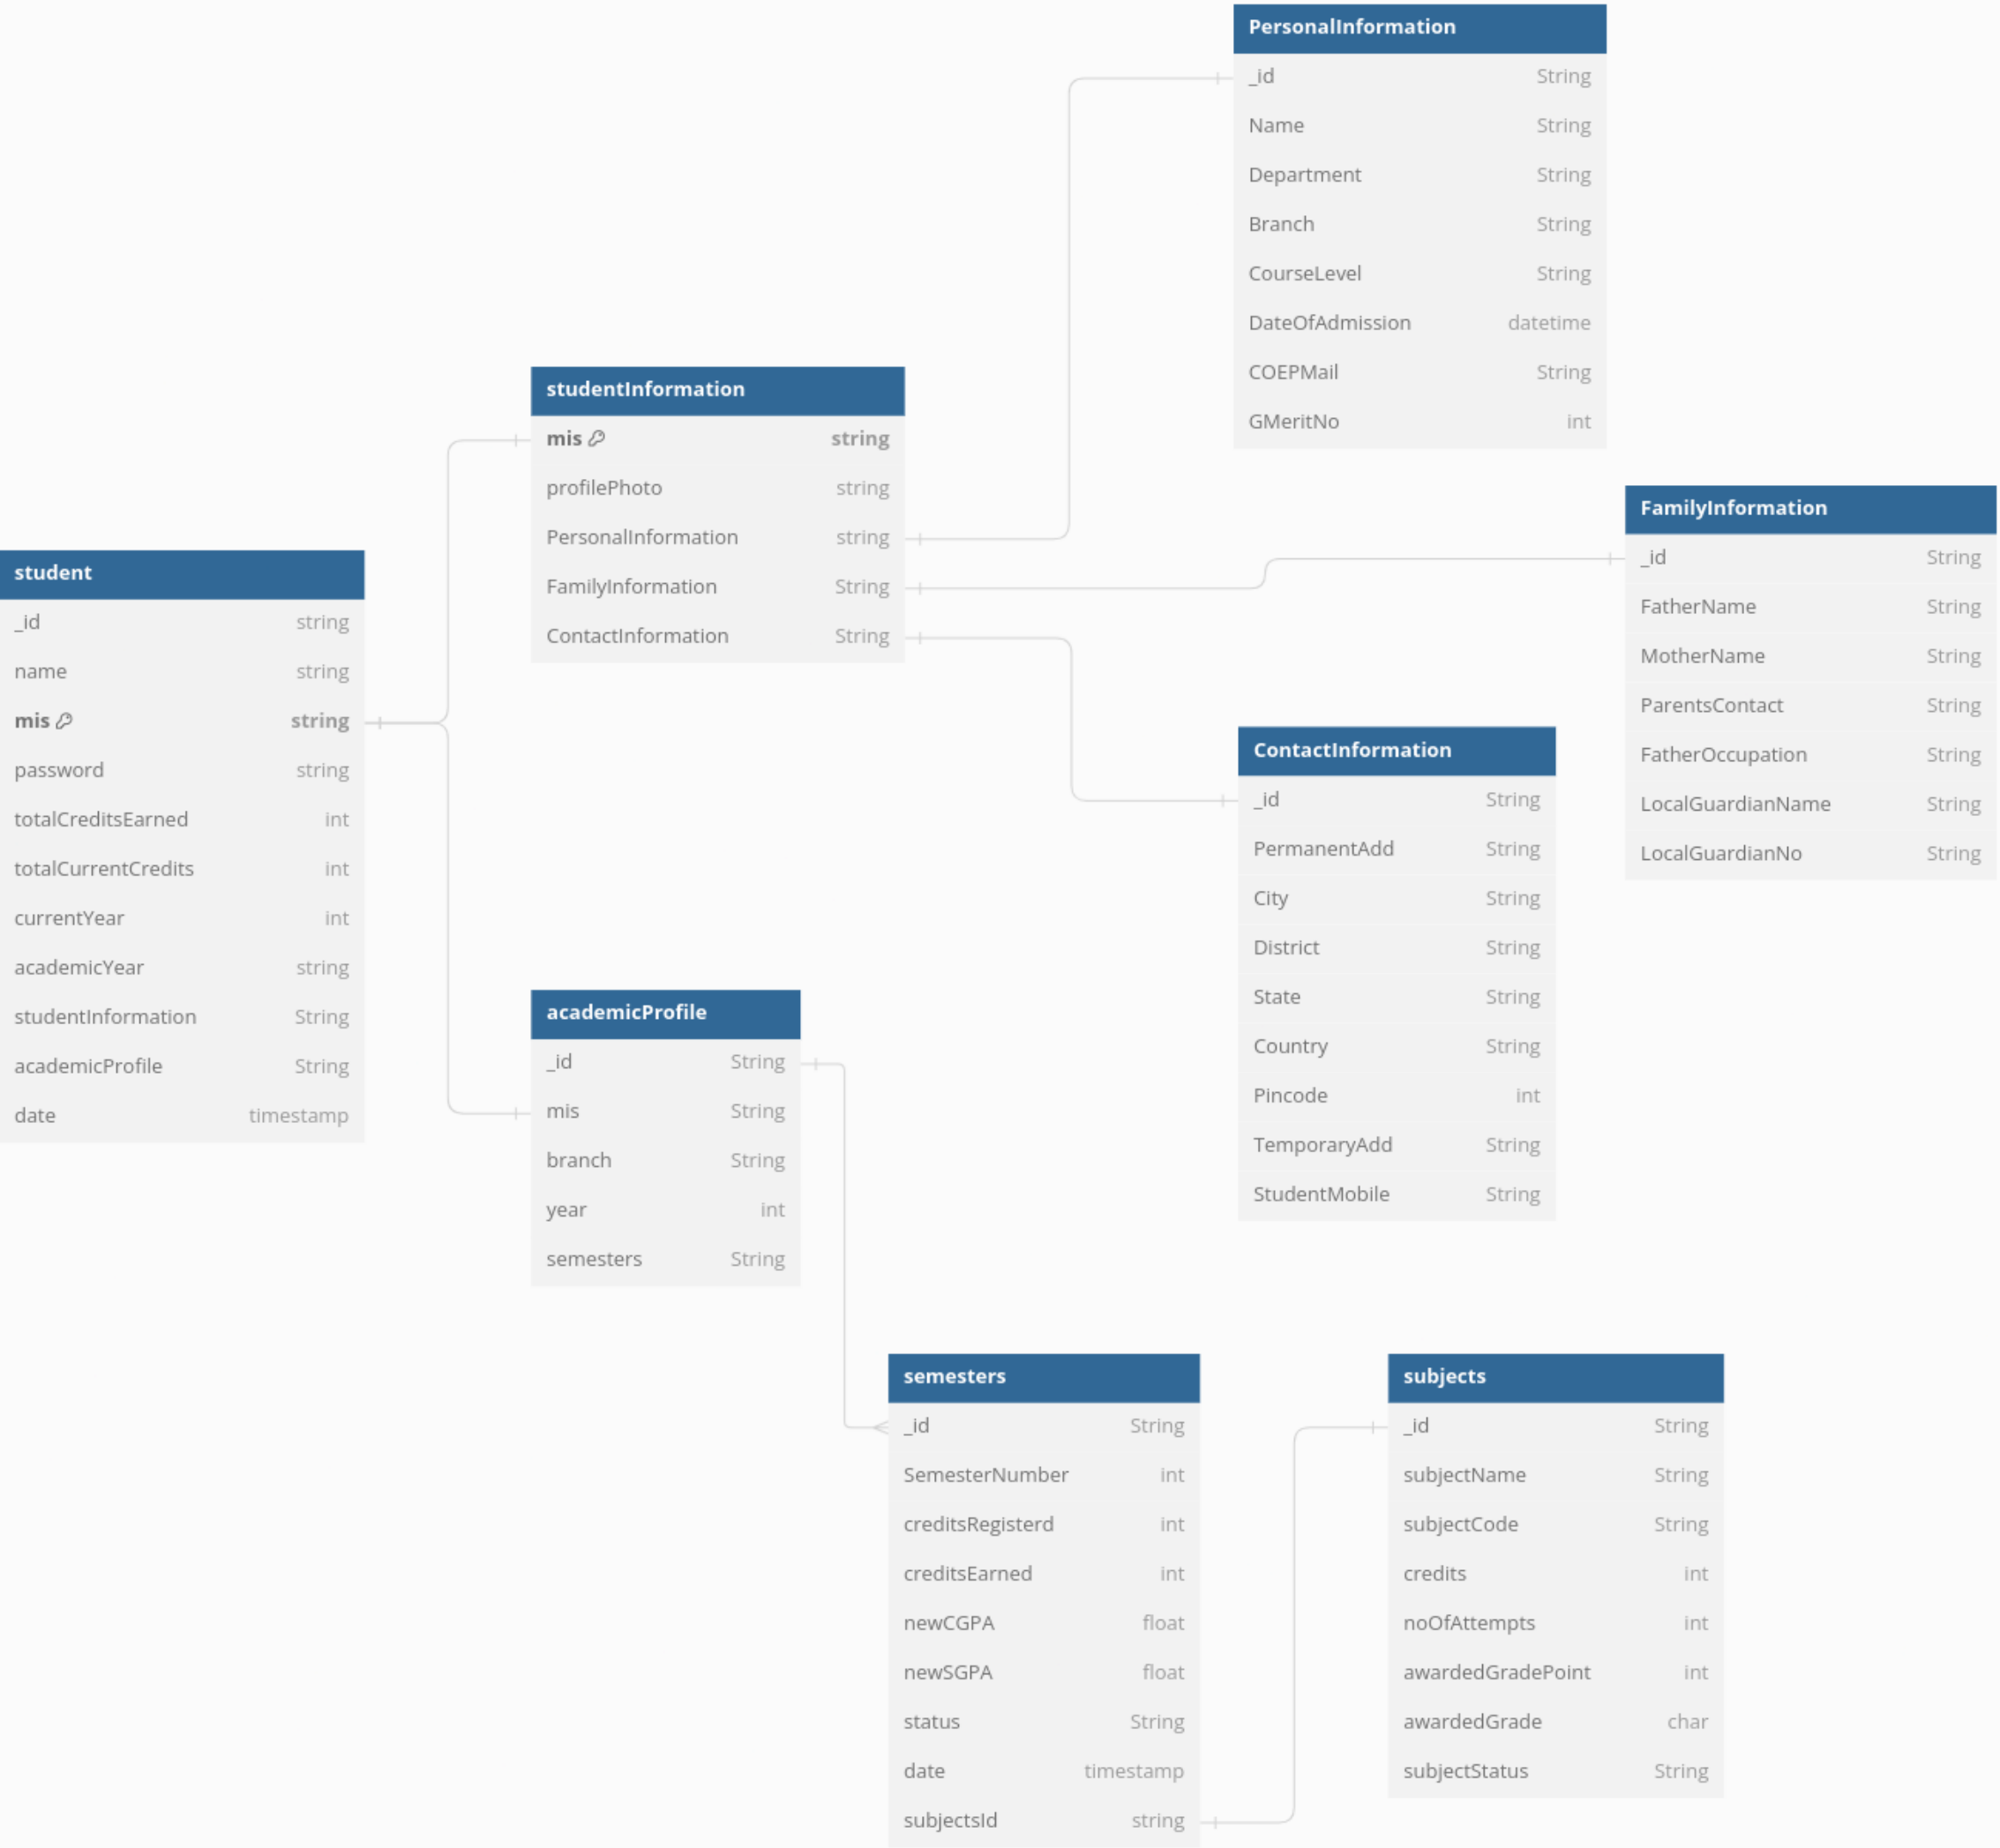 PersonalInformation
_id String
Name String
Department String
Branch String
CourseLevel String
DateOfAdmission datetime
COEPMail String
GMeritNo int
studentInformation
mis string
profilePhoto string
PersonalInformation string
FamilyInformation String
ContactInformation String
FamilyInformation
_id String
FatherName String
MotherName String
ParentsContact String
FatherOccupation String
LocalGuardianName String
LocalGuardianNo String
student
_id string
name string
mis string
password string
totalCreditsEarned int
totalCurrentCredits int
currentYear int
academicYear string
studentInformation String
academicProfile String
date timestamp
ContactInformation
_id String
PermanentAdd String
City String
District String
State String
Country String
Pincode int
TemporaryAdd String
StudentMobile String
academicProfile
_id String
mis String
branch String
year int
semesters String
semesters
_id String
SemesterNumber int
creditsRegisterd int
creditsEarned int
newCGPA float
newSGPA float
status String
date timestamp
subjectsId string
subjects
_id String
subjectName String
subjectCode String
credits int
noOfAttempts int
awardedGradePoint int
awardedGrade char
subjectStatus String